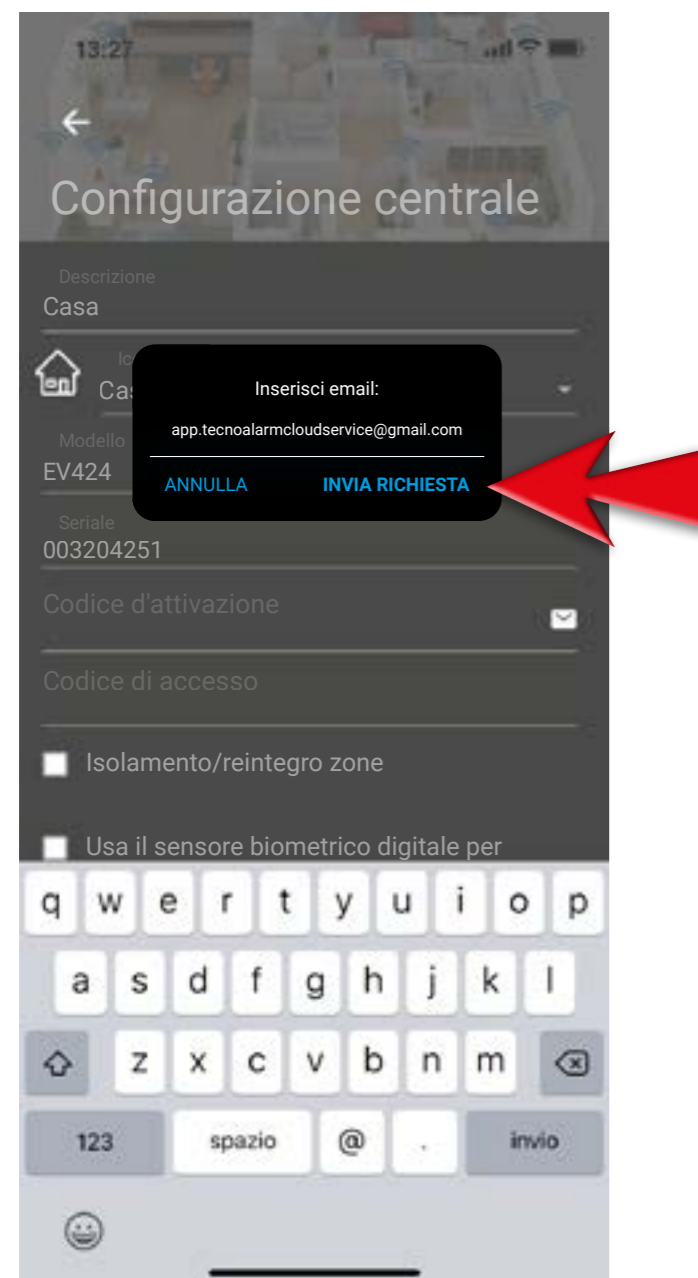 13:27
Configurazione centrale
Descrizione
Casa
Inserisci email:
app.tecnoalarmcloudservice@gmail.com
ANNULLA INVIA RICHIESTA
Modello
EV424
Seriale
003204251
Codice d'attivazione
Codice di accesso
Isolamento/reintegro zone
Usa il sensore biometrico digitale per
q w e r t y u i o p
a s d f g h j k l
z x c v b n m
123 spazio @ . invio